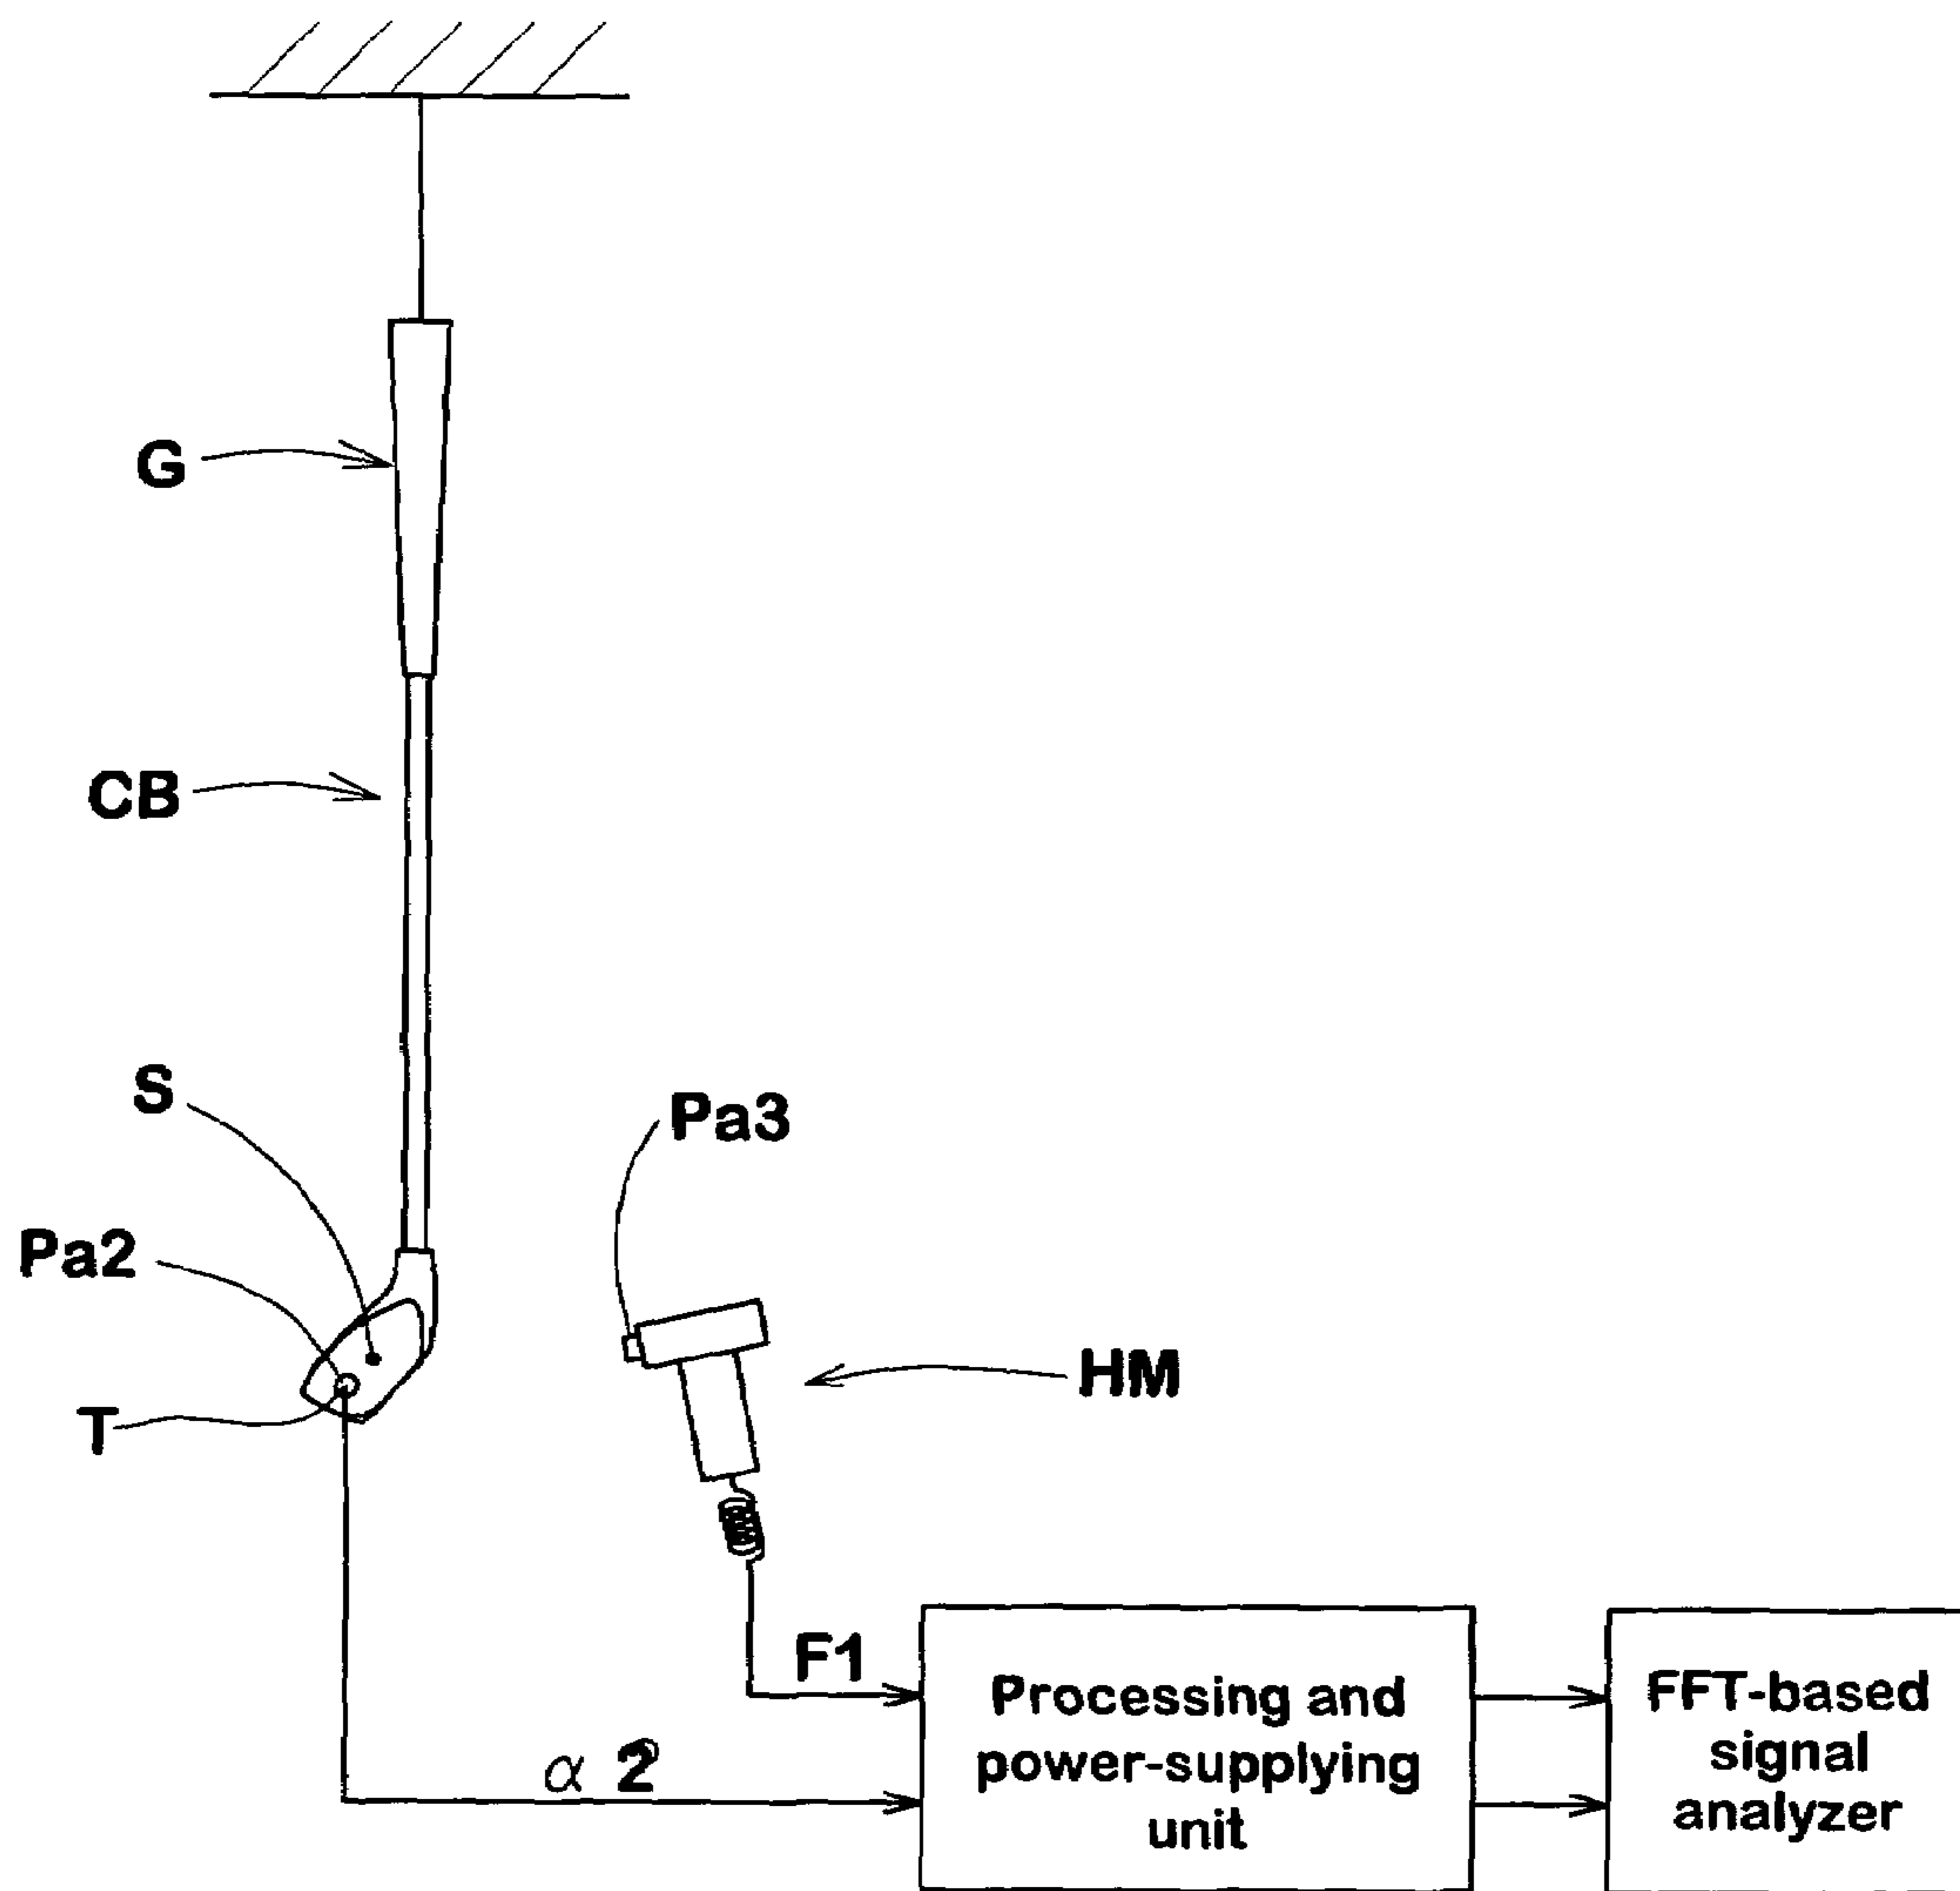 G
CB
S
Pa3
Pa2
HM
T
F1
α 2
Processing and
power-supplying
unit
FFT-based
signal
analyzer